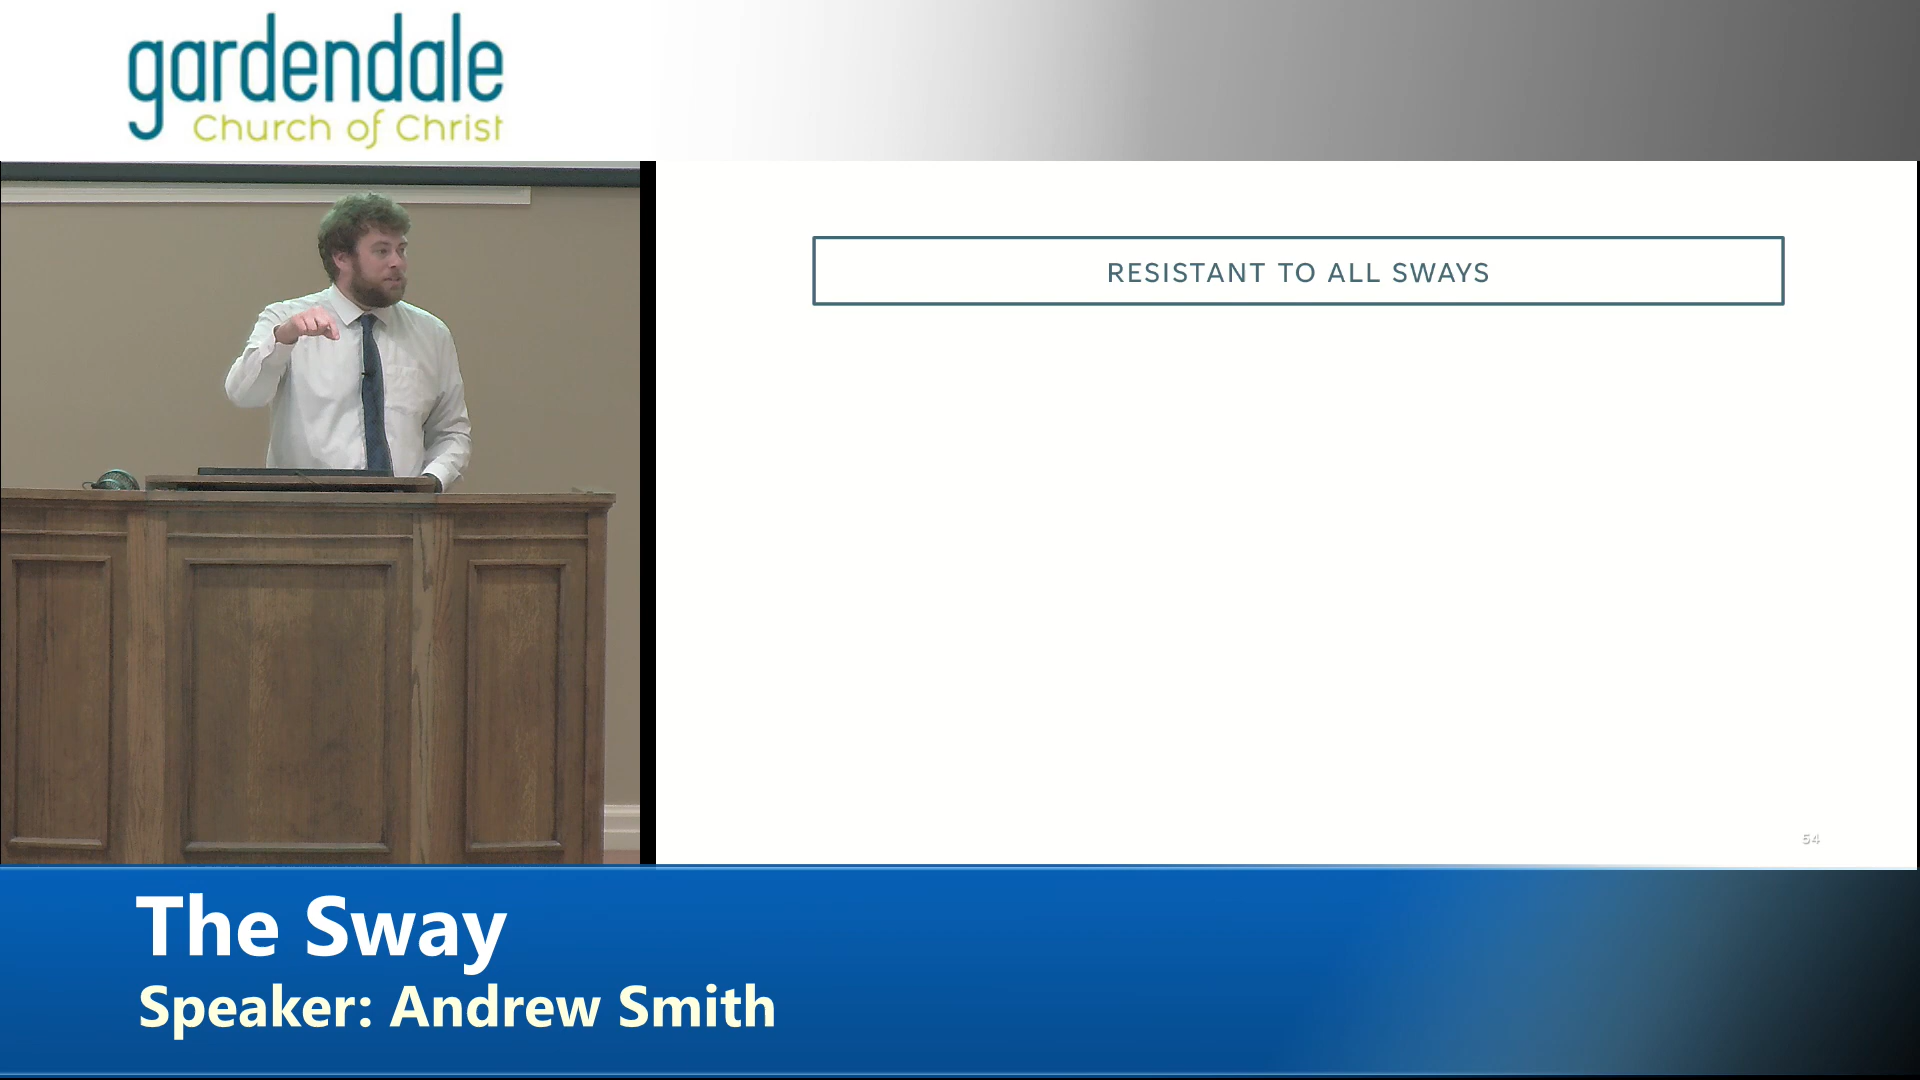 gardendale
Church of Christ
RESISTANT TO ALL SWAYS
54
The Sway
Speaker: Andrew Smith